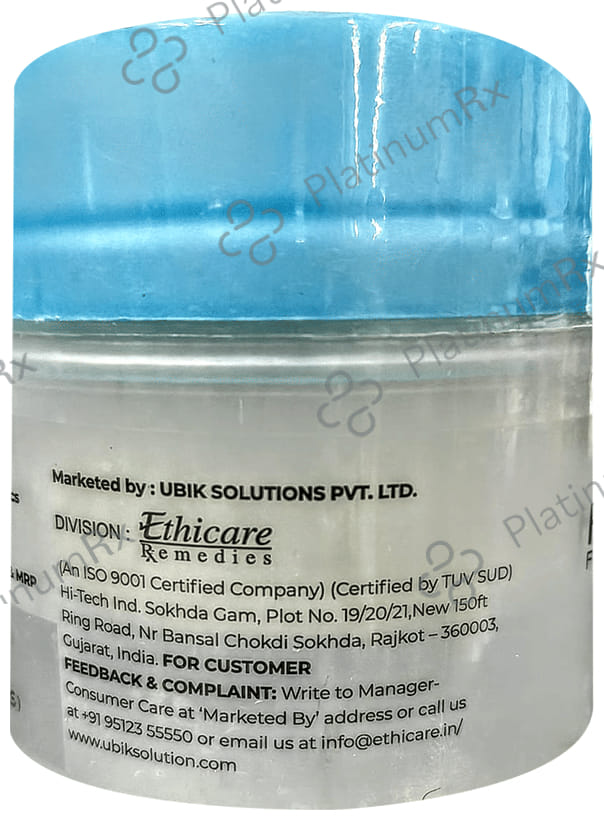 Marketed by : UBIK SOLUTIONS PVT. LTD.
DIVISION : Ethicare
Remedies
(An ISO 9001 Certified Company) (Certified by TUV SUD)
Hi-Tech Ind. Sokhda Gam, Plot No. 19/20/21,New 150ft
Ring Road, Nr Bansal Chokdi Sokhda, Rajkot – 360003,
Gujarat, India. FOR CUSTOMER
FEEDBACK & COMPLAINT: Write to Manager-
Consumer Care at ‘Marketed By’ address or call us
at +91 95123 55550 or email us at info@ethicare.in/
www.ubiksolution.com
& MRP
PlatinumRx
PlatinumRx
PlatinumRx
PlatinumRx